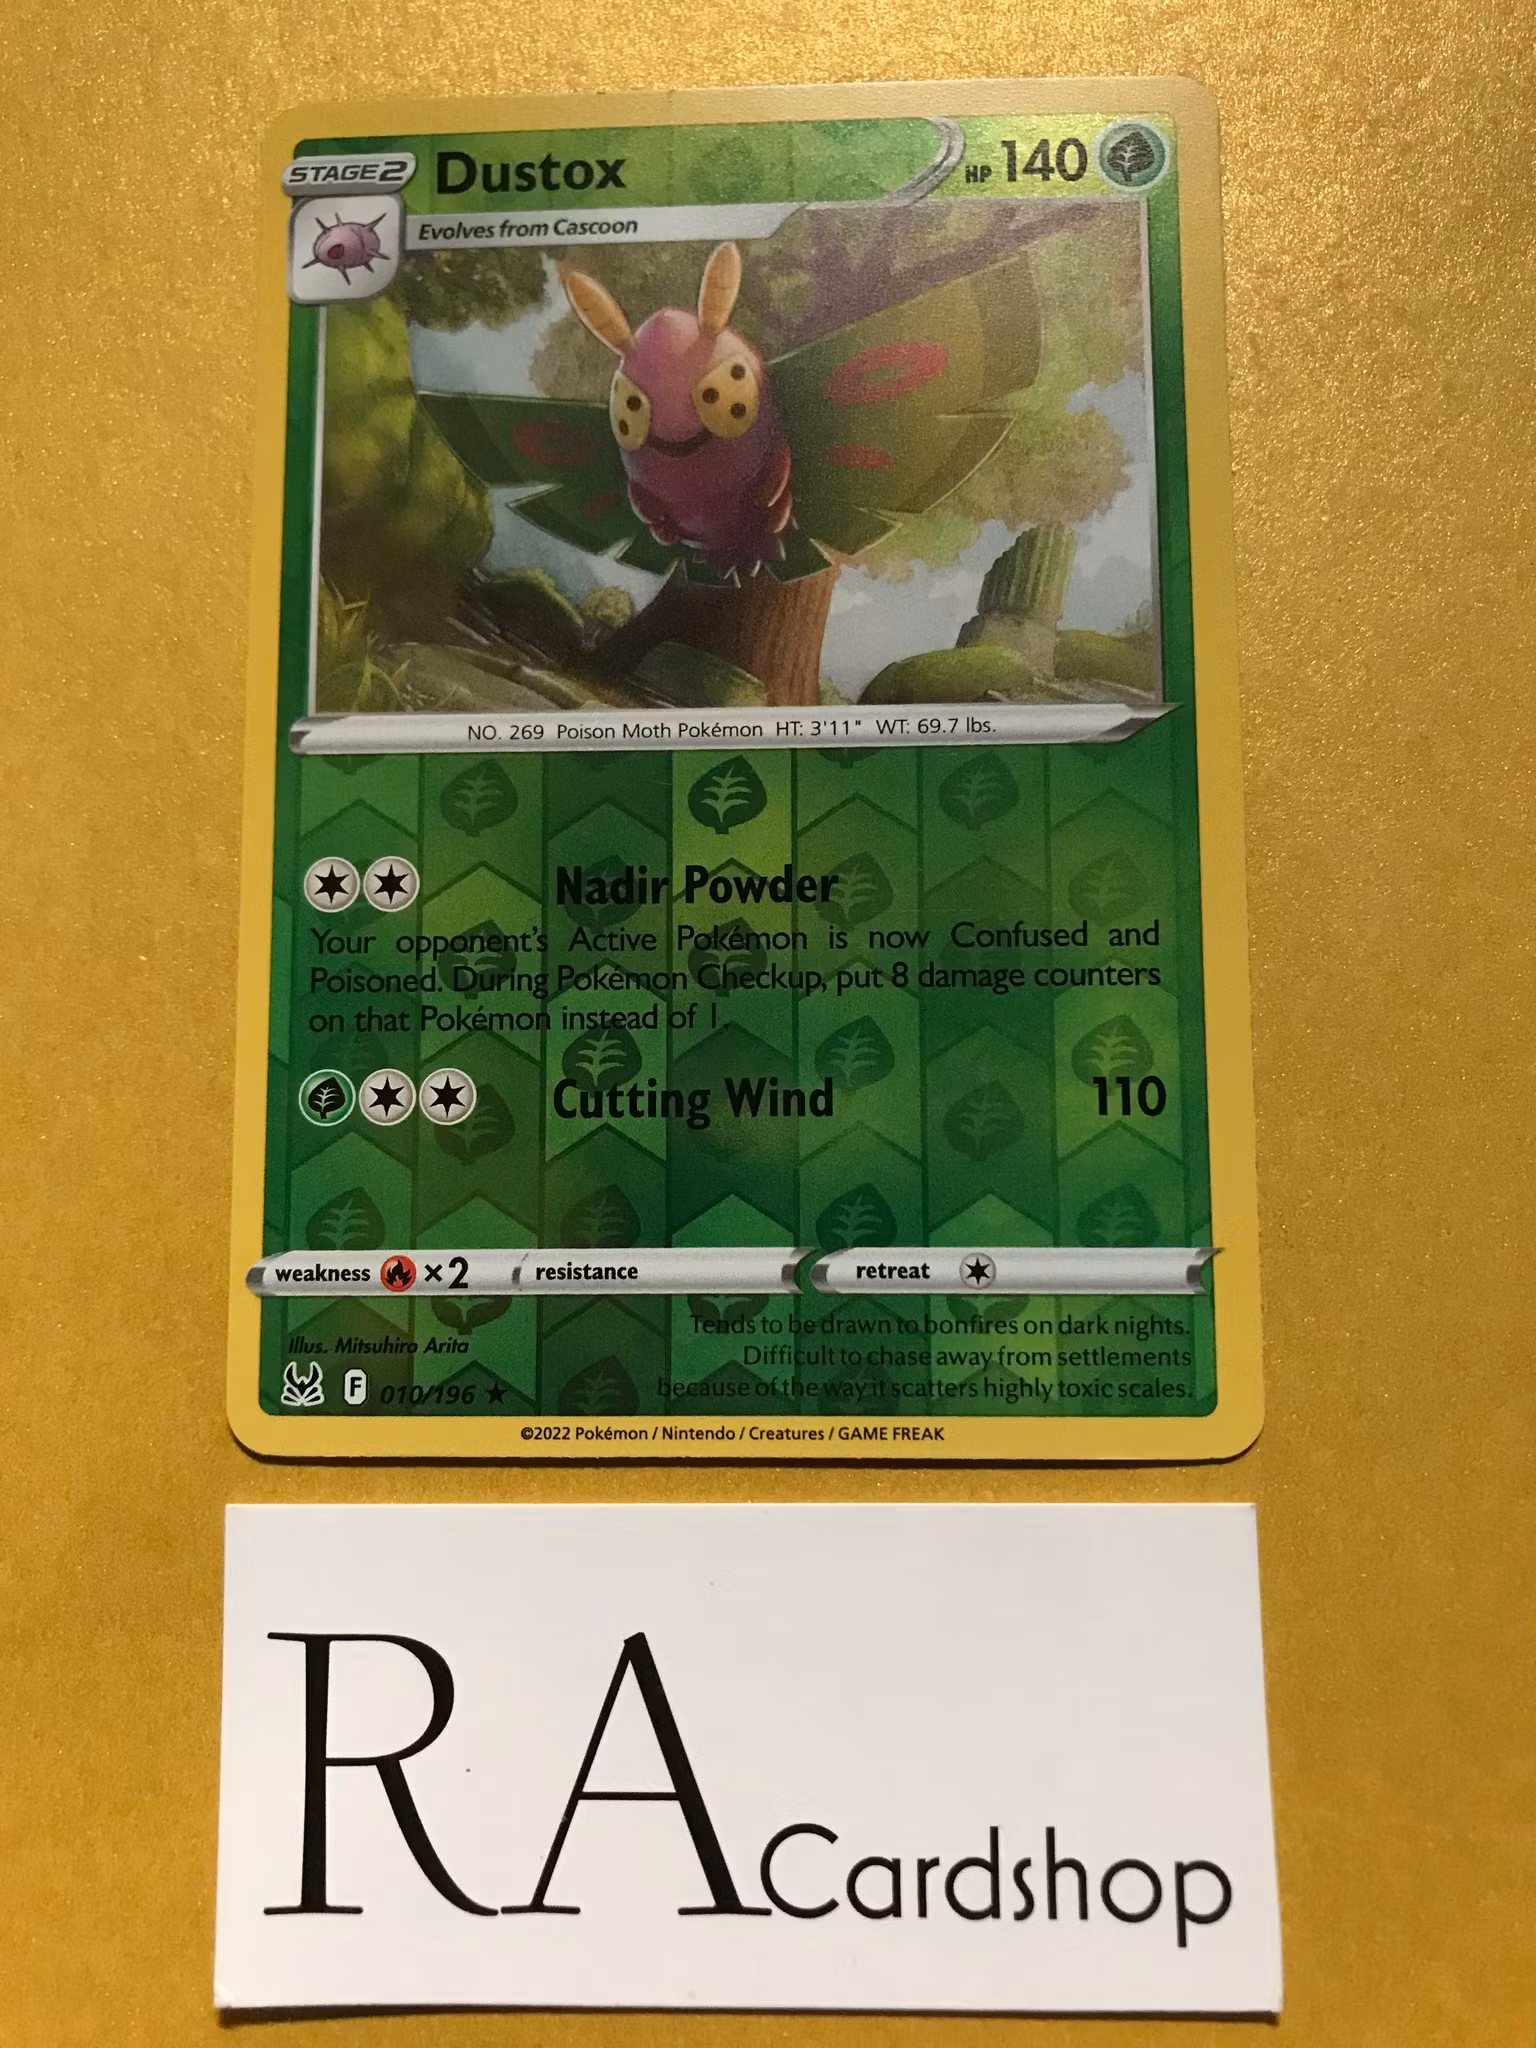 STAGE2 Dustox HP 140
Evolves from Cascoon
NO. 269 Poison Moth Pokémon HT: 3'11" WT: 69.7 lbs.
Nadir Powder
Your opponent's Active Pokémon is now Confused and
Poisoned. During Pokémon Checkup, put 8 damage counters
on that Pokémon instead of 1.
Cutting Wind 110
weakness ×2 resistance retreat
Tends to be drawn to bonfires on dark nights.
Difficult to chase away from settlements
because of the way it scatters highly toxic scales.
Illus. Mitsuhiro Arita
F 010/196 ★
©2022 Pokémon / Nintendo / Creatures / GAME FREAK
RA Cardshop